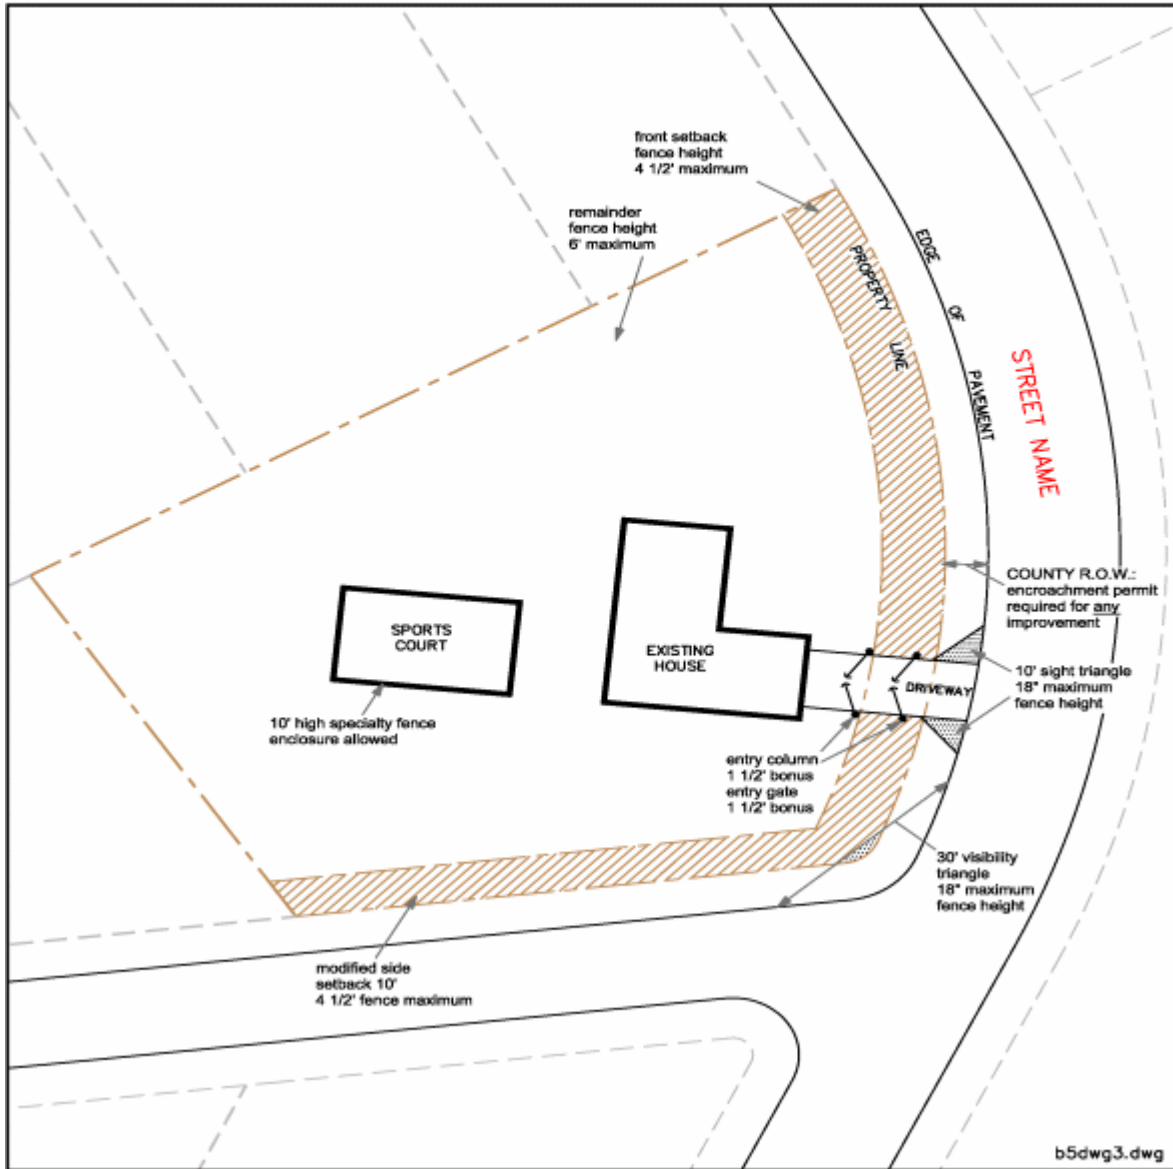 front setback
fence height
4 1/2' maximum
remainder
fence height
6' maximum
EDGE OF PAVEMENT
PROPERTY LINE
STREET NAME
COUNTY R.O.W.:
encroachment permit
required for any
improvement
SPORTS
COURT
EXISTING
HOUSE
DRIVEWAY
10' sight triangle
18" maximum
fence height
10' high specialty fence
enclosure allowed
entry column
1 1/2' bonus
entry gate
1 1/2' bonus
30' visibility
triangle
18" maximum
fence height
modified side
setback 10'
4 1/2' fence maximum
b5dwg3.dwg